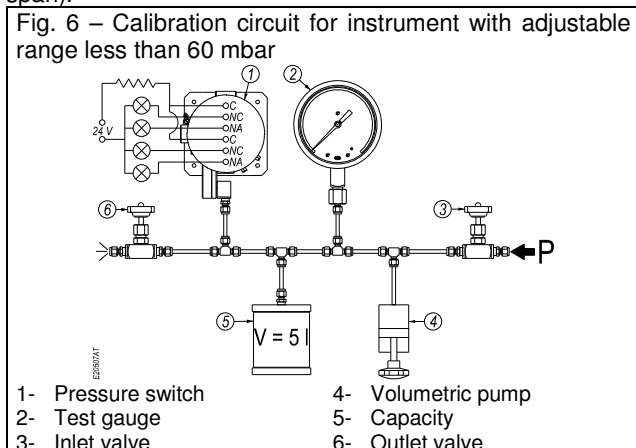 span).
Fig. 6 – Calibration circuit for instrument with adjustable
range less than 60 mbar
1
2
C
NC
NA
C
NC
NA
24 V
6
3
P
5
V = 5 l
4
E20507AT
1- Pressure switch
2- Test gauge
3- Inlet valve
4- Volumetric pump
5- Capacity
6- Outlet valve